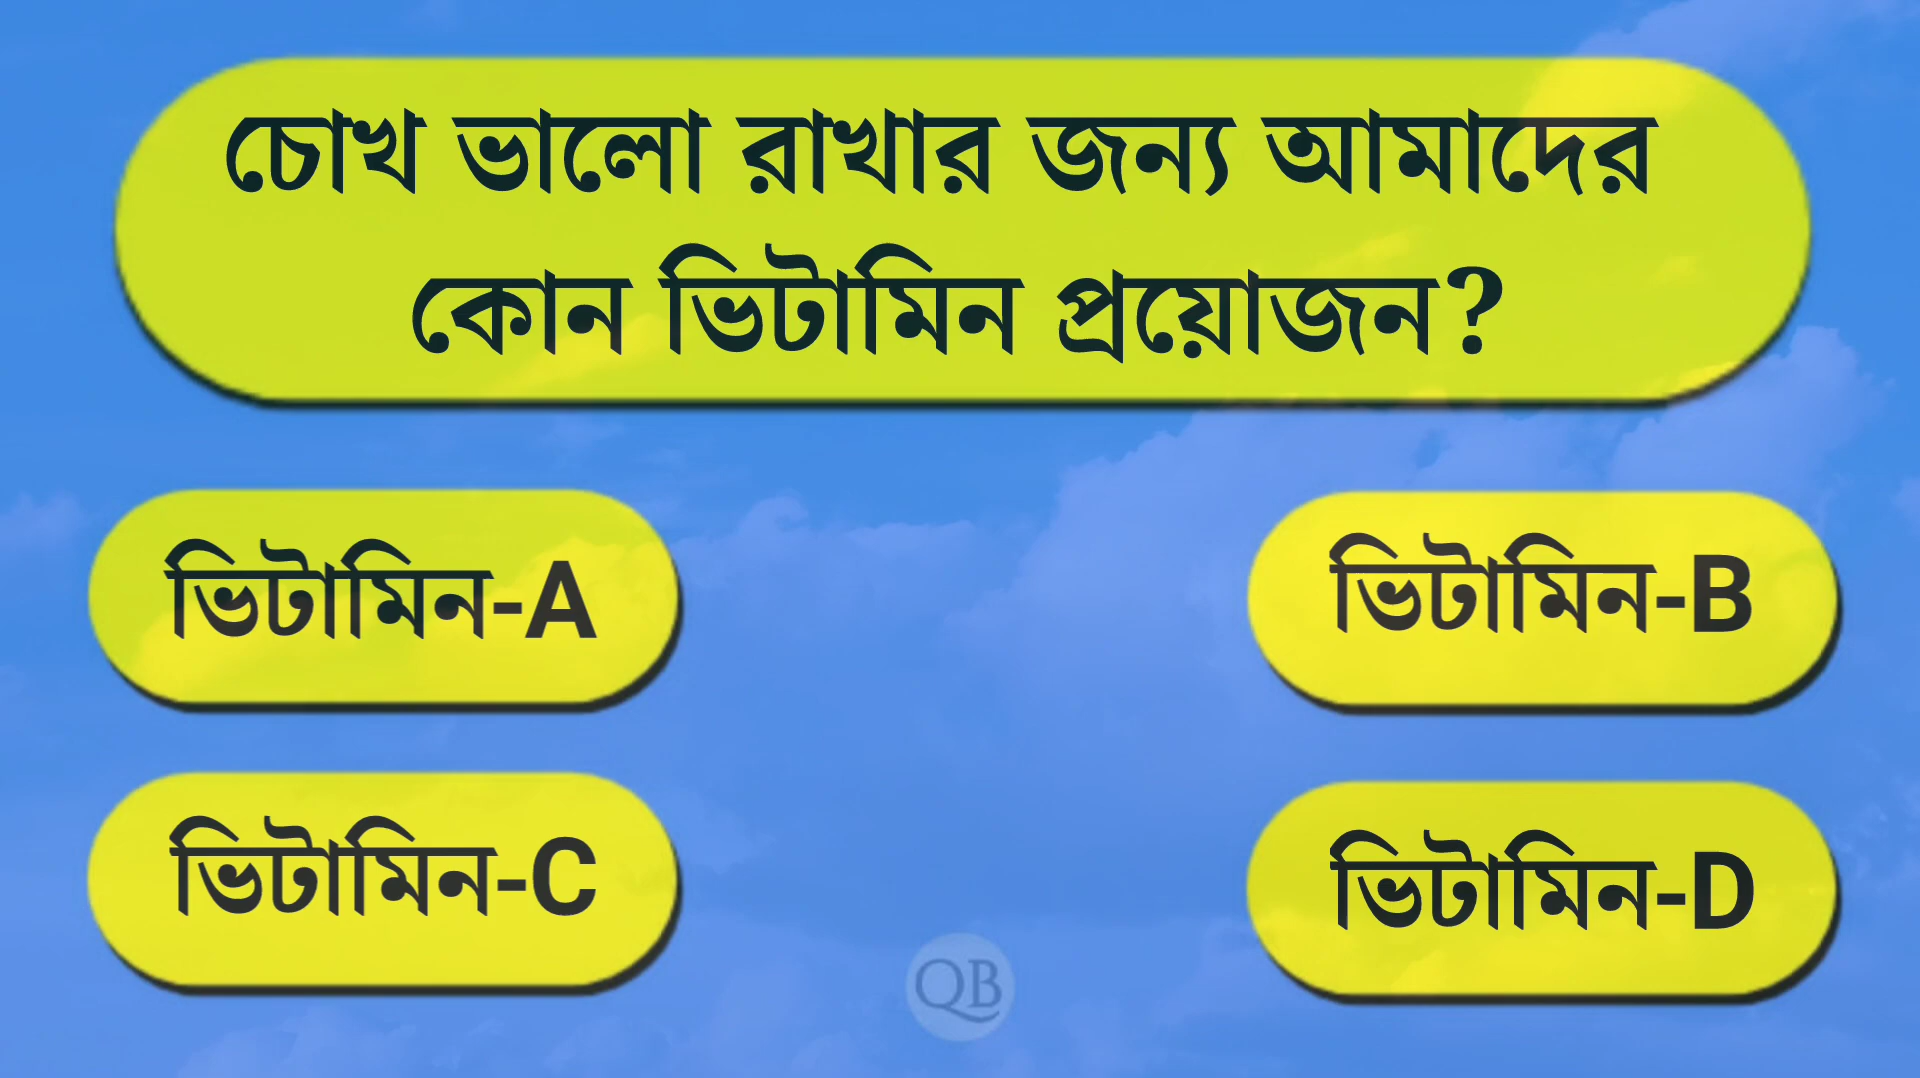 চোখ ভালো রাখার জন্য আমাদের
কোন ভিটামিন প্রয়োজন?
ভিটামিন-A
ভিটামিন-B
ভিটামিন-C
ভিটামিন-D
QB